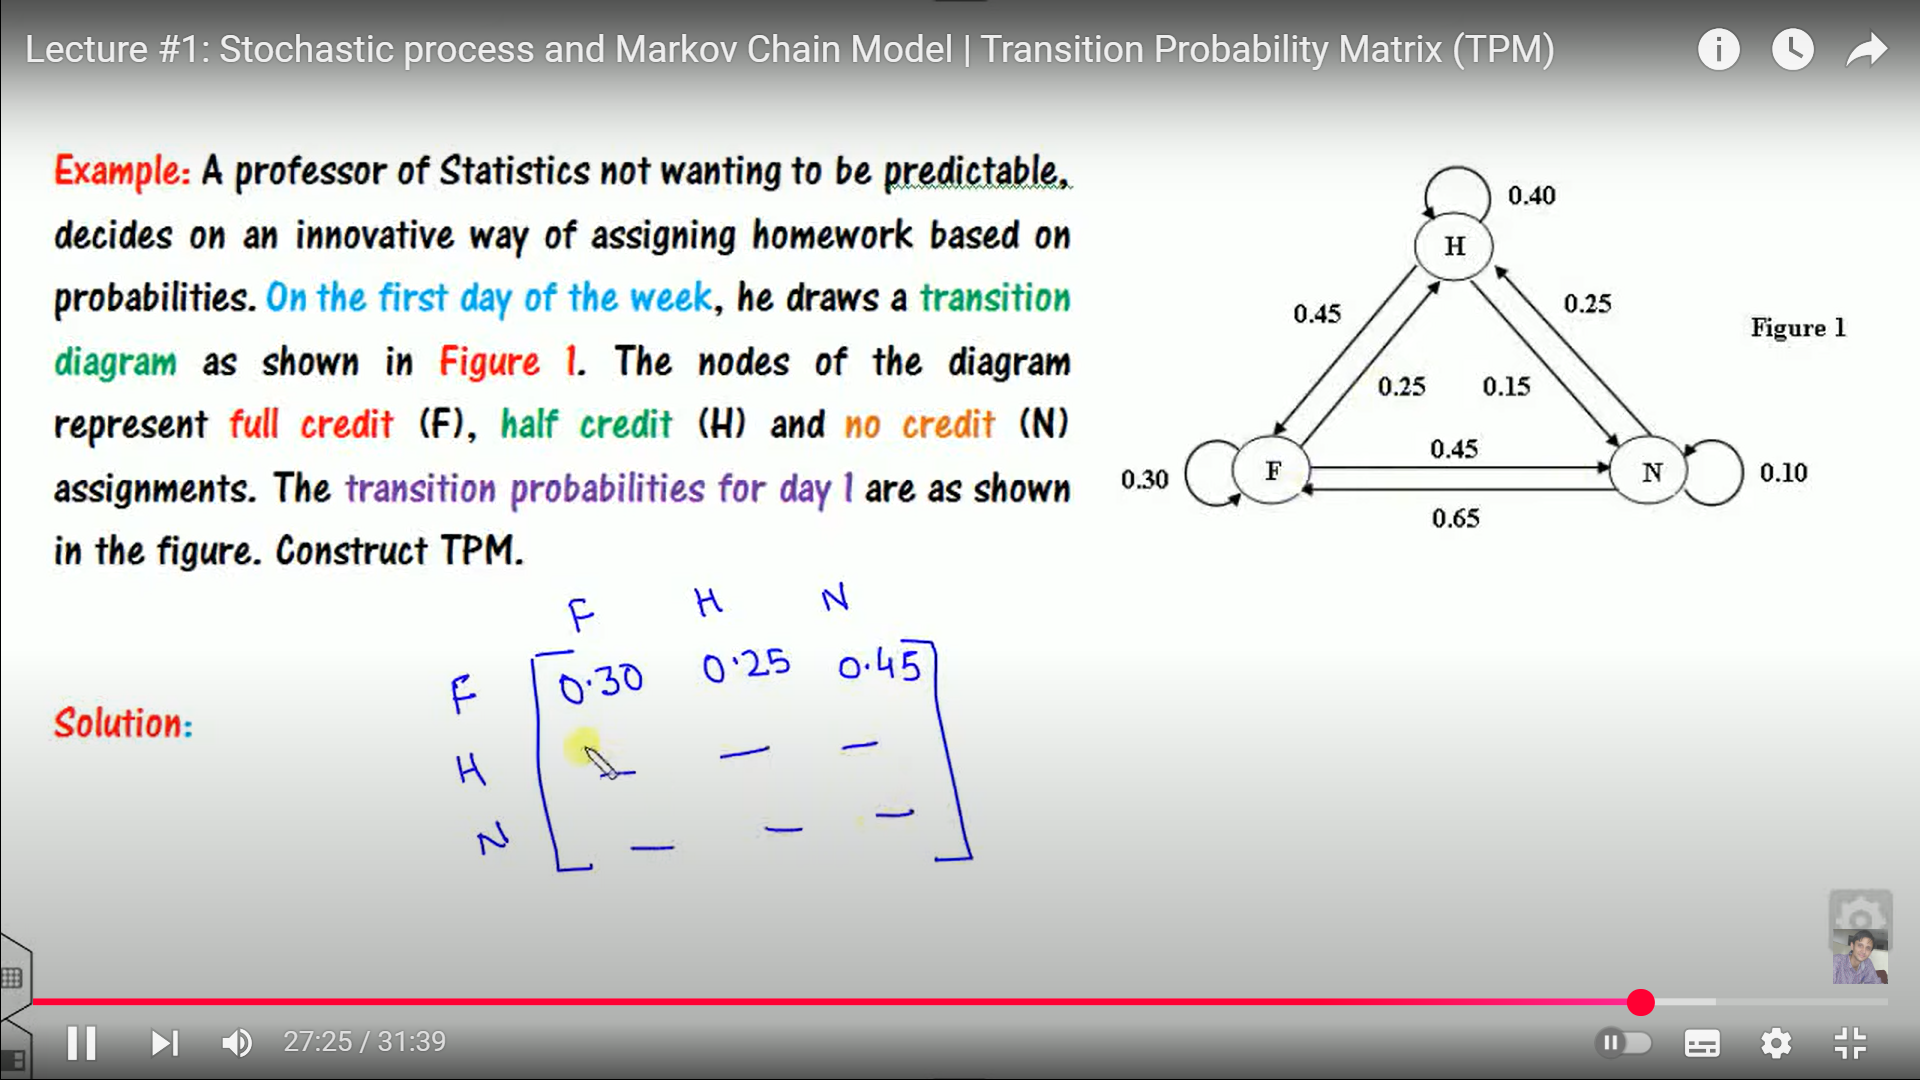 Lecture #1: Stochastic process and Markov Chain Model | Transition Probability Matrix (TPM)
Example: A professor of Statistics not wanting to be predictable,
decides on an innovative way of assigning homework based on
probabilities. On the first day of the week, he draws a transition
diagram as shown in Figure 1. The nodes of the diagram
represent full credit (F), half credit (H) and no credit (N)
assignments. The transition probabilities for day 1 are as shown
in the figure. Construct TPM.
0.40
H
0.45
0.25
Figure 1
0.25
0.15
0.45
0.30
F
N
0.10
0.65
F H N
F 0.30 0.25 0.45
Solution:
H — — —
N — — —
27:25 / 31:39